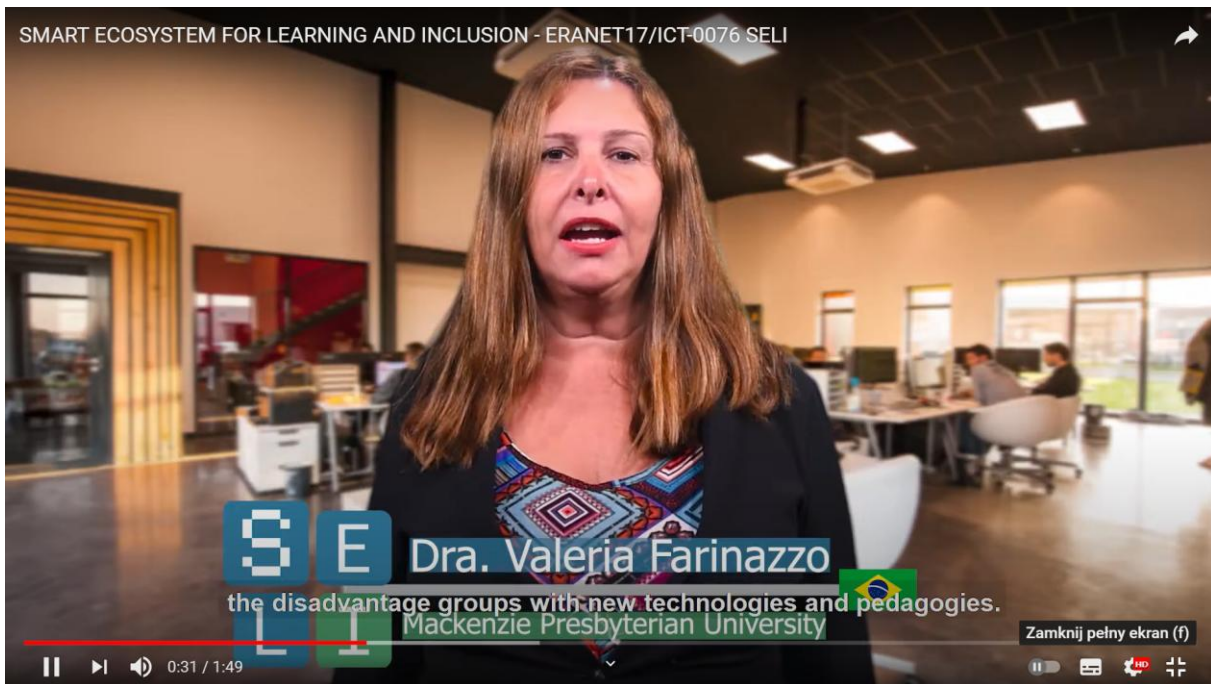 SMART ECOSYSTEM FOR LEARNING AND INCLUSION - ERANET17/ICT-0076 SELI
S E
Dra. Valeria Farinazzo
the disadvantage groups with new technologies and pedagogies.
L I
Mackenzie Presbyterian University
Zamknij pełny ekran (f)
0:31 / 1:49
HD